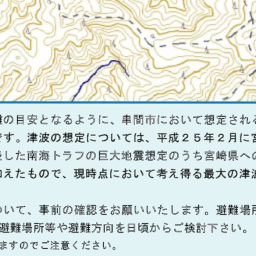 難の目安となるように、串間市において想定される
です。津波の想定については、平成２５年２月に宮
表した南海トラフの巨大地震想定のうち宮崎県への
加えたもので、現時点において考え得る最大の津波
ついて、事前の確認をお願いいたします。避難場所
避難場所等や避難方向を日頃からご検討下さい。
ますのでご注意ください。